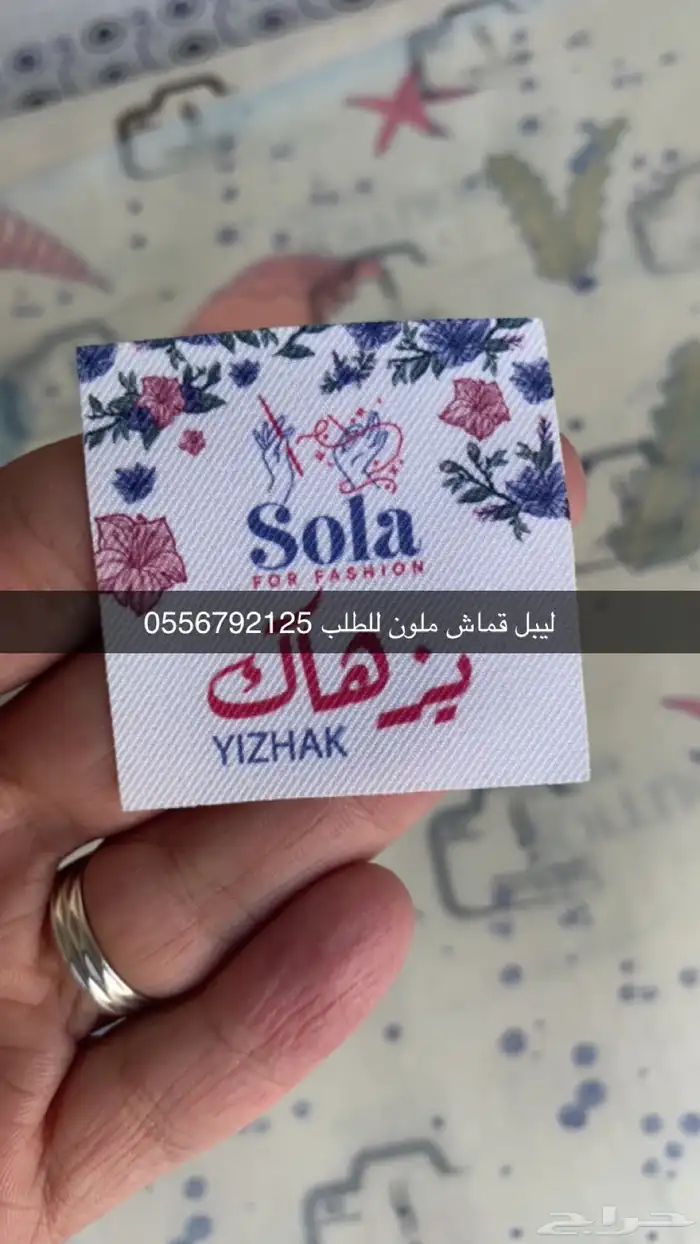 Sola
FOR FASHION
ليبل قماش ملون للطلب 0556792125
يزهاك
YIZHAK
حراج